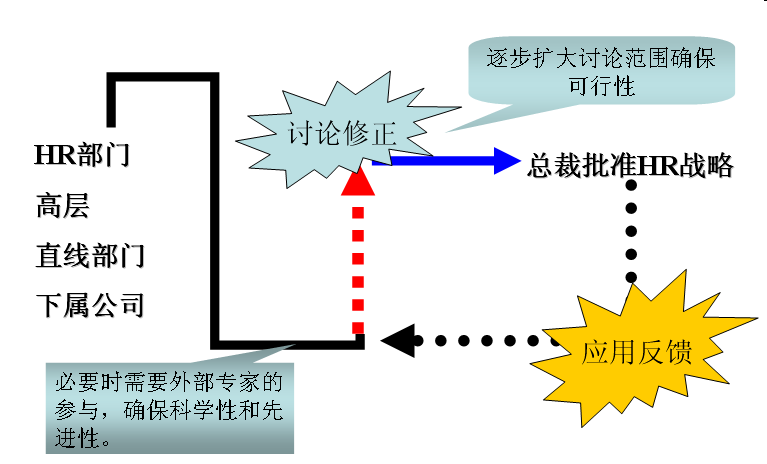 逐步扩大讨论范围确保
可行性
讨论修正
HR部门
总裁批准HR战略
高层
直线部门
下属公司
应用反馈
必要时需要外部专家的
参与，确保科学性和先
进性。